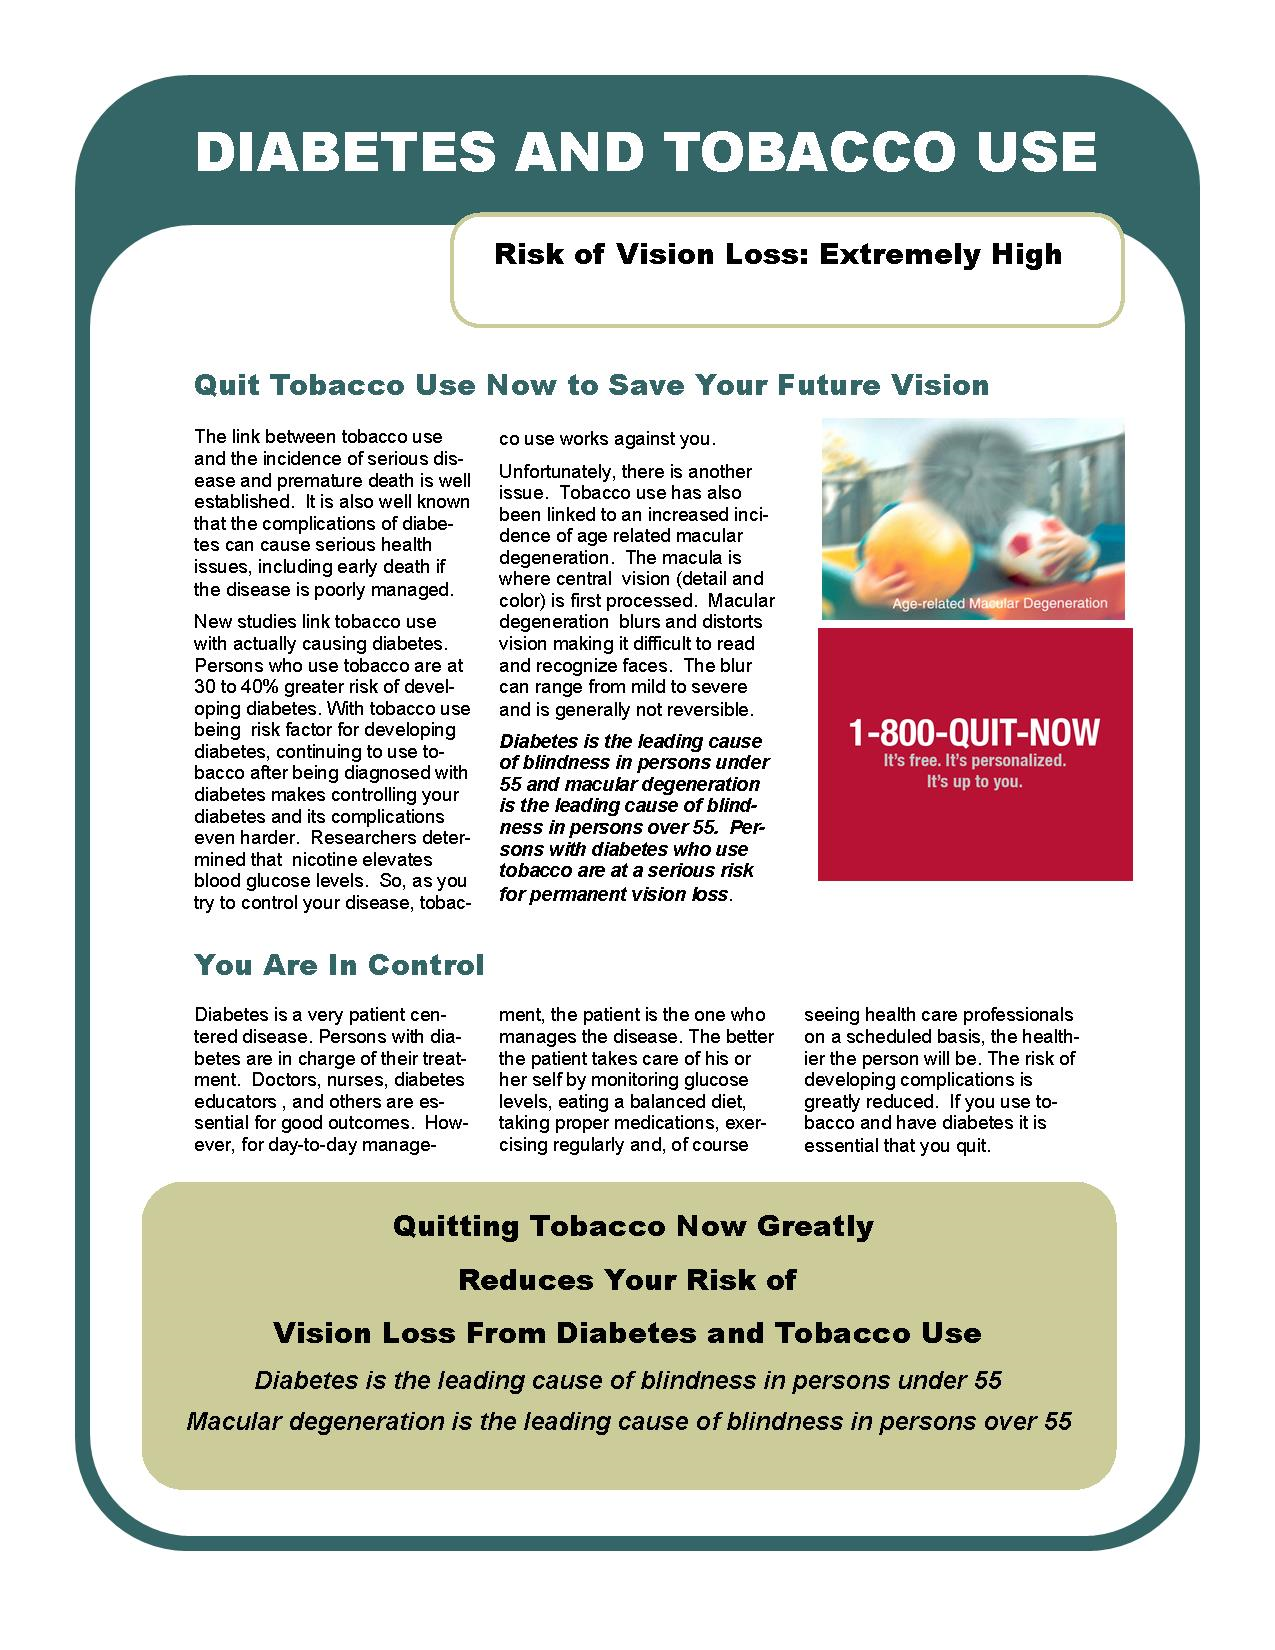 DIABETES AND TOBACCO USE
Risk of Vision Loss: Extremely High
Quit Tobacco Use Now to Save Your Future Vision
The link between tobacco use
and the incidence of serious dis-
ease and premature death is well
established.  It is also well known
that the complications of diabe-
tes can cause serious health
issues, including early death if
the disease is poorly managed.
New studies link tobacco use
with actually causing diabetes.
Persons who use tobacco are at
30 to 40% greater risk of devel-
oping diabetes. With tobacco use
being  risk factor for developing
diabetes, continuing to use to-
bacco after being diagnosed with
diabetes makes controlling your
diabetes and its complications
even harder.  Researchers deter-
mined that  nicotine elevates
blood glucose levels.  So, as you
try to control your disease, tobac-
co use works against you.
Unfortunately, there is another
issue.  Tobacco use has also
been linked to an increased inci-
dence of age related macular
degeneration.  The macula is
where central  vision (detail and
color) is first processed.  Macular
degeneration  blurs and distorts
vision making it difficult to read
and recognize faces.  The blur
can range from mild to severe
and is generally not reversible.
Diabetes is the leading cause
of blindness in persons under
55 and macular degeneration
is the leading cause of blind-
ness in persons over 55.  Per-
sons with diabetes who use
tobacco are at a serious risk
for permanent vision loss.
Age-related Macular Degeneration
1-800-QUIT-NOW
It's free. It's personalized.
It's up to you.
You Are In Control
Diabetes is a very patient cen-
tered disease. Persons with dia-
betes are in charge of their treat-
ment.  Doctors, nurses, diabetes
educators , and others are es-
sential for good outcomes.  How-
ever, for day-to-day manage-
ment, the patient is the one who
manages the disease. The better
the patient takes care of his or
her self by monitoring glucose
levels, eating a balanced diet,
taking proper medications, exer-
cising regularly and, of course
seeing health care professionals
on a scheduled basis, the health-
ier the person will be. The risk of
developing complications is
greatly reduced.  If you use to-
bacco and have diabetes it is
essential that you quit.
Quitting Tobacco Now Greatly
Reduces Your Risk of
Vision Loss From Diabetes and Tobacco Use
Diabetes is the leading cause of blindness in persons under 55
Macular degeneration is the leading cause of blindness in persons over 55